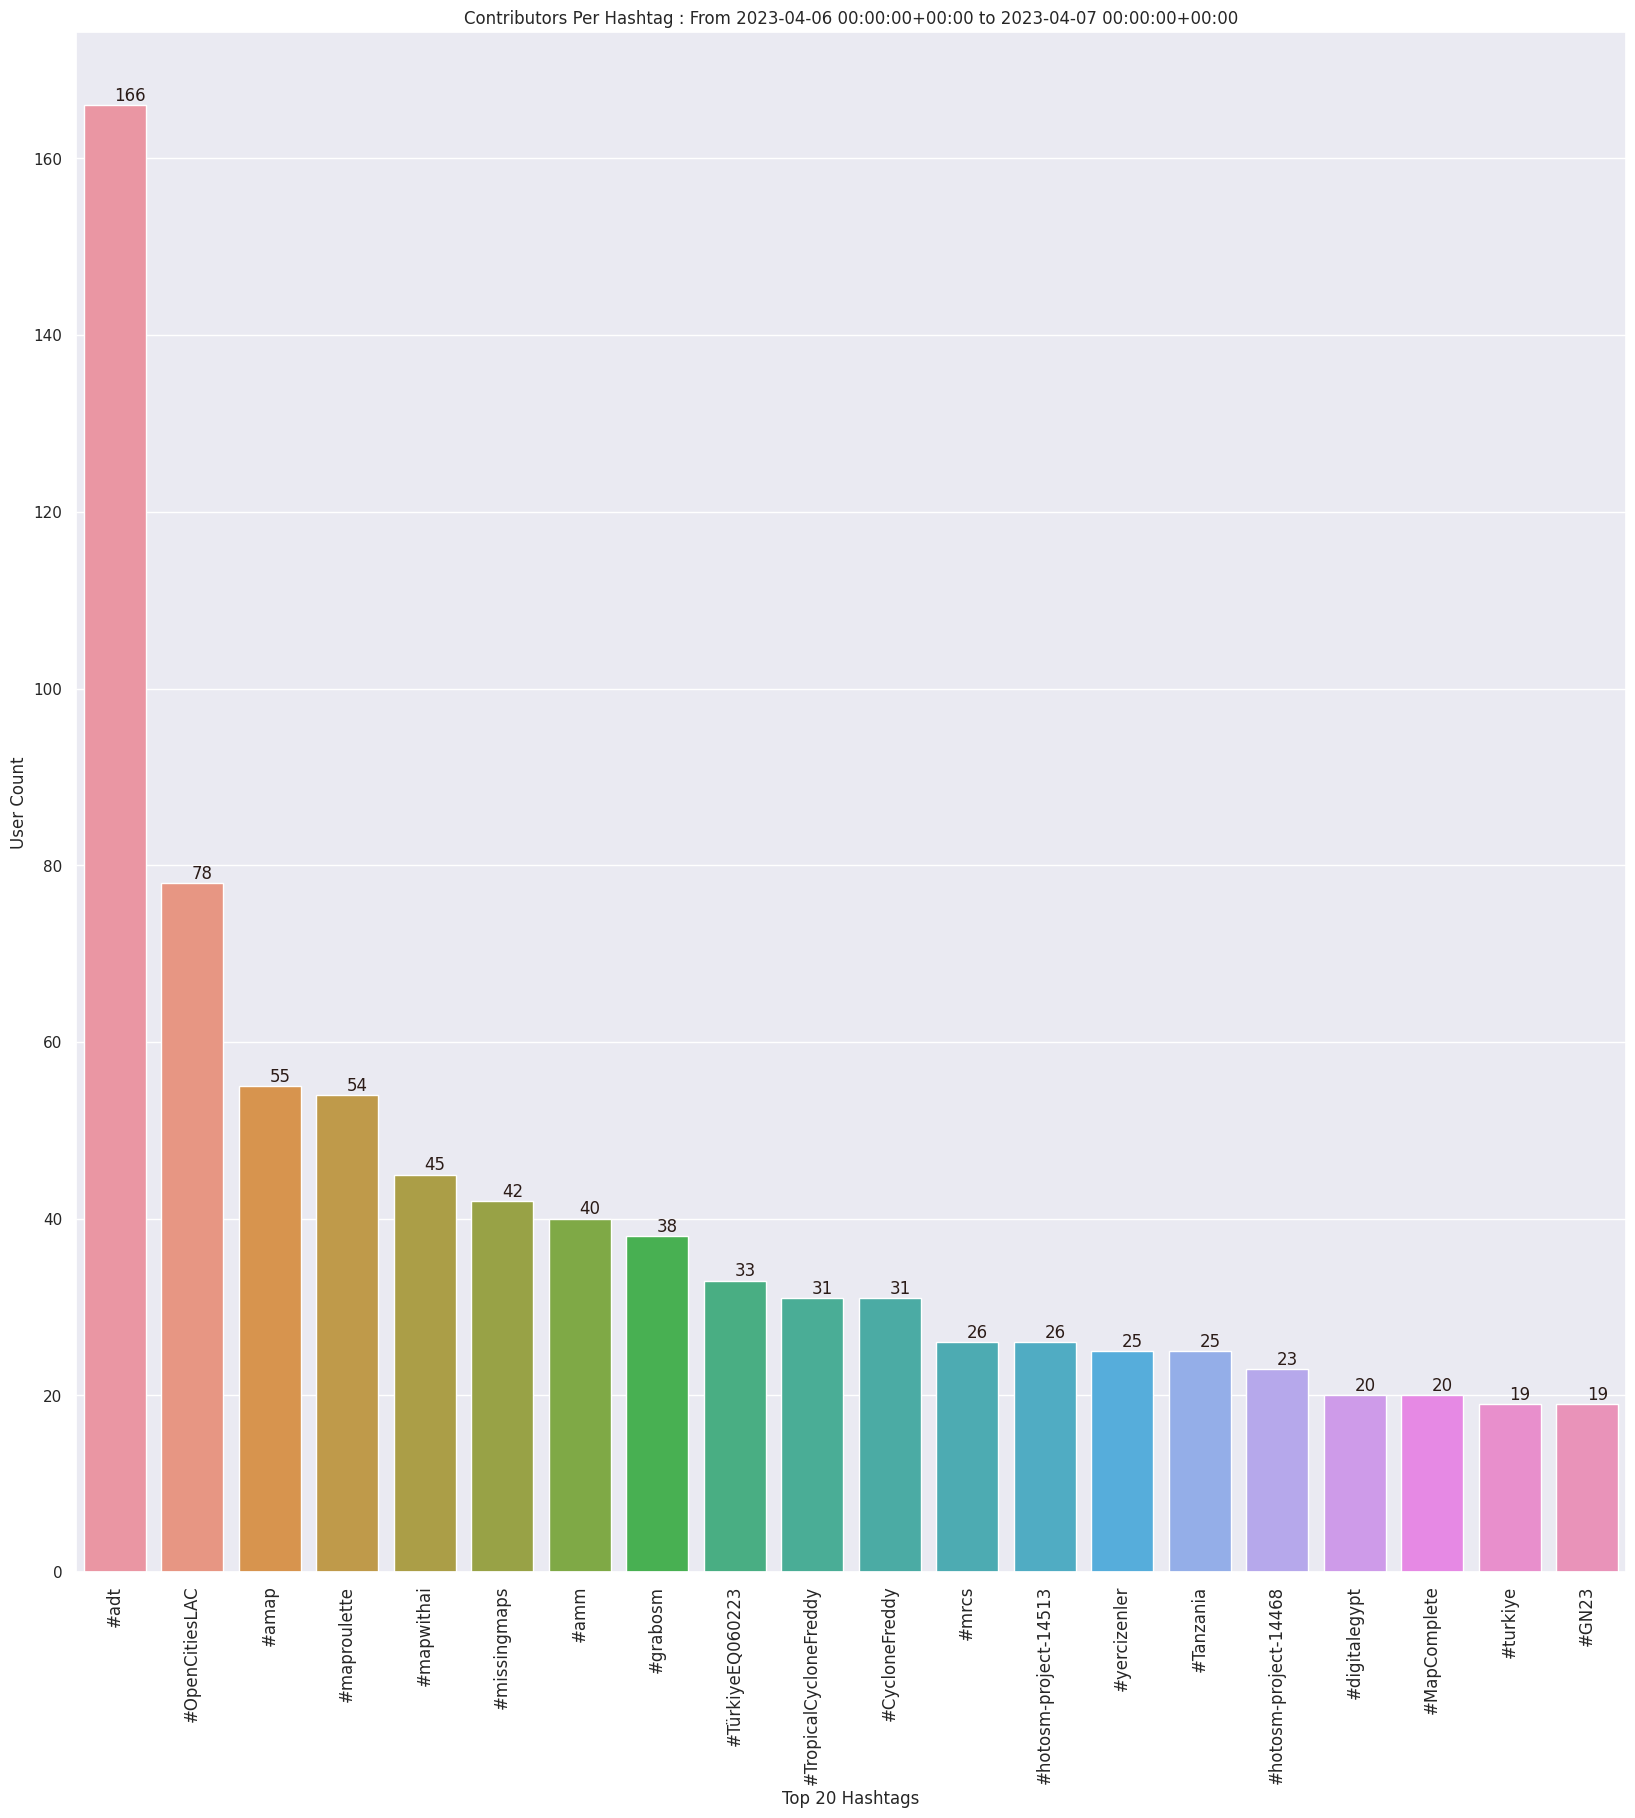 Contributors Per Hashtag : From 2023-04-06 00:00:00+00:00 to 2023-04-07 00:00:00+00:00
User Count
160
140
120
100
80
60
40
20
0
166
78
55
54
45
42
40
38
33
31
31
26
26
25
25
23
20
20
19
19
#adt
#OpenCitiesLAC
#amap
#maproulette
#mapwithai
#missingmaps
#amm
#grabosm
#TürkiyeEQ060223
#TropicalCycloneFreddy
#CycloneFreddy
#mrcs
#hotosm-project-14513
#yercizenler
#Tanzania
#hotosm-project-14468
#digitalegypt
#MapComplete
#turkiye
#GN23
Top 20 Hashtags